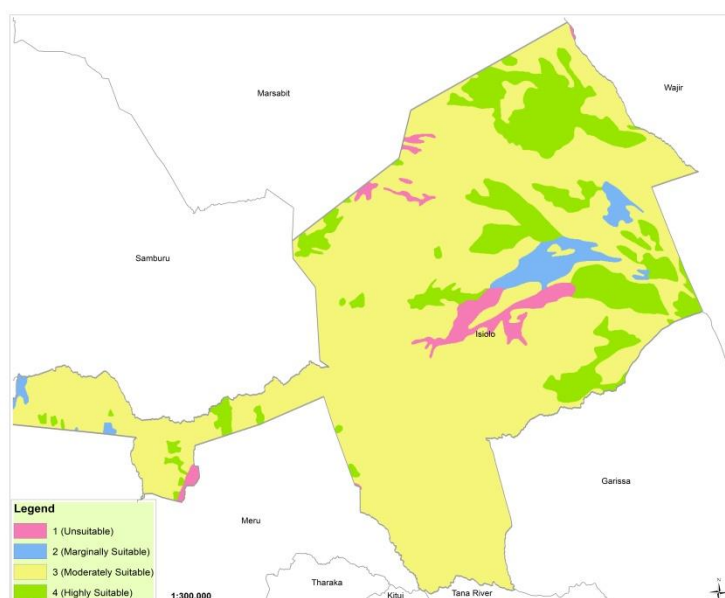 Marsabit
Wajir
Samburu
Isiolo
Garissa
Meru
Tharaka
Kitui
Tana River
Legend
1 (Unsuitable)
2 (Marginally Suitable)
3 (Moderately Suitable)
4 (Highly Suitable)
1:300,000